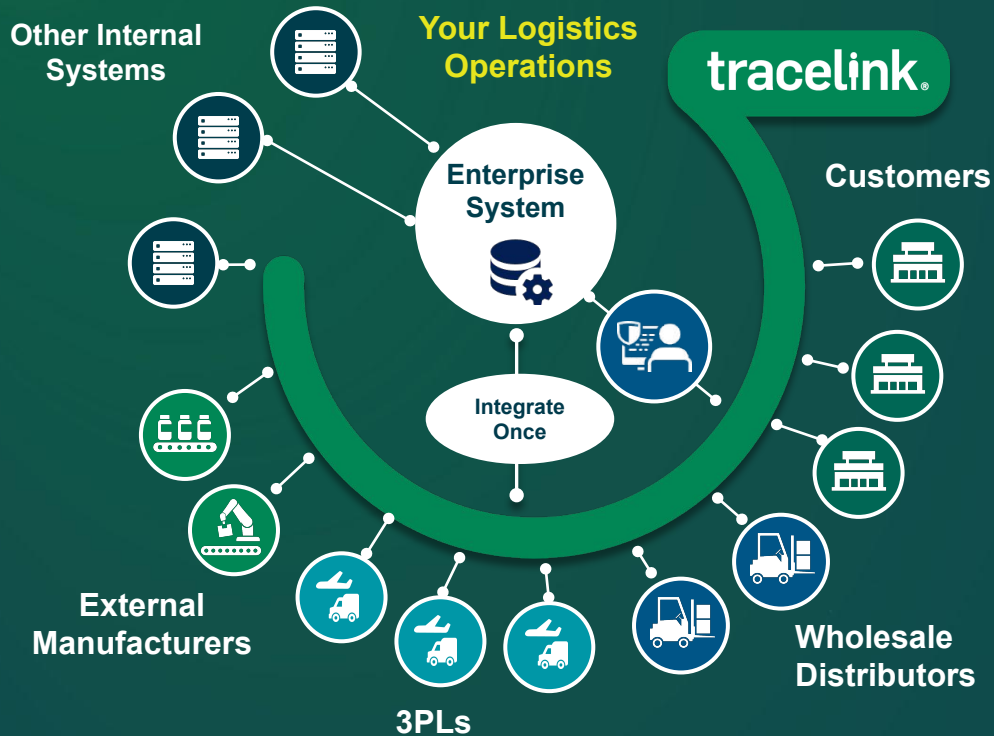 Other Internal
Systems
Your Logistics
Operations
tracelink®
Enterprise
System
Customers
Integrate
Once
External
Manufacturers
3PLs
Wholesale
Distributors